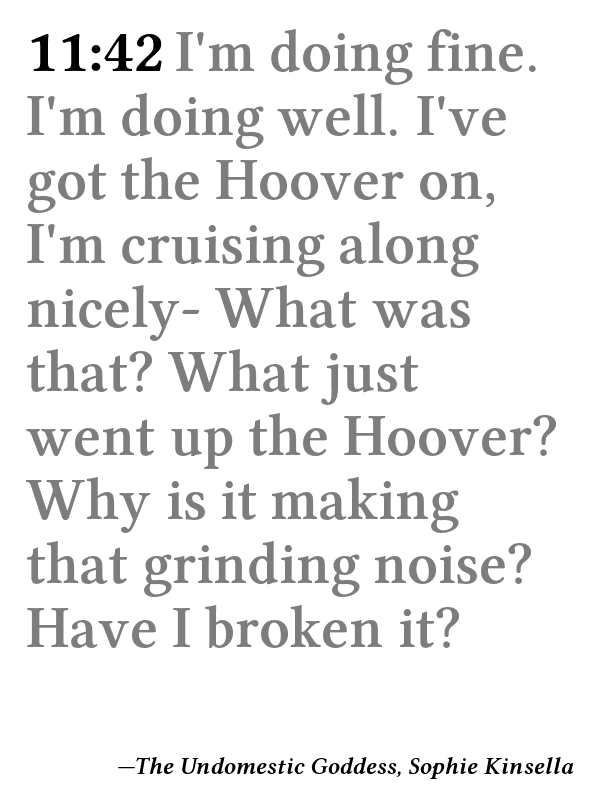 11:42 I'm doing fine.
I'm doing well. I've
got the Hoover on,
I'm cruising along
nicely- What was
that? What just
went up the Hoover?
Why is it making
that grinding noise?
Have I broken it?
—The Undomestic Goddess, Sophie Kinsella